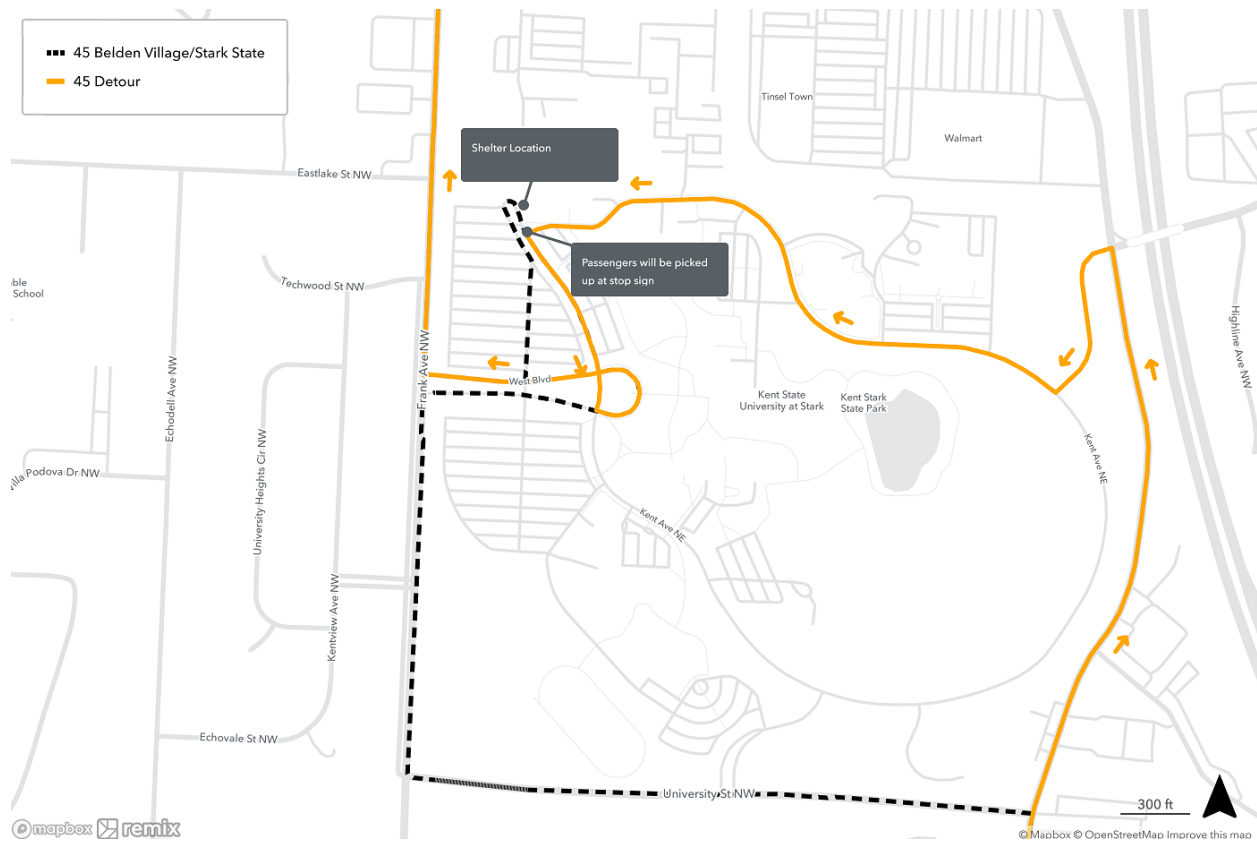 45 Belden Village/Stark State
45 Detour
Tinsel Town
Walmart
Shelter Location
Eastlake St NW
Passengers will be picked
up at stop sign
Techwood St NW
ble
School
Highline Ave NW
Frank Ave NW
Echodell Ave NW
West Blvd
Kent State
University at Stark
Kent Stark
State Park
Kent Ave NE
University Heights Cir NW
villa Podova Dr NW
Kent Ave NE
Kentview Ave NW
Echovale St NW
University St NW
300 ft
mapbox remix
© Mapbox © OpenStreetMap Improve this map